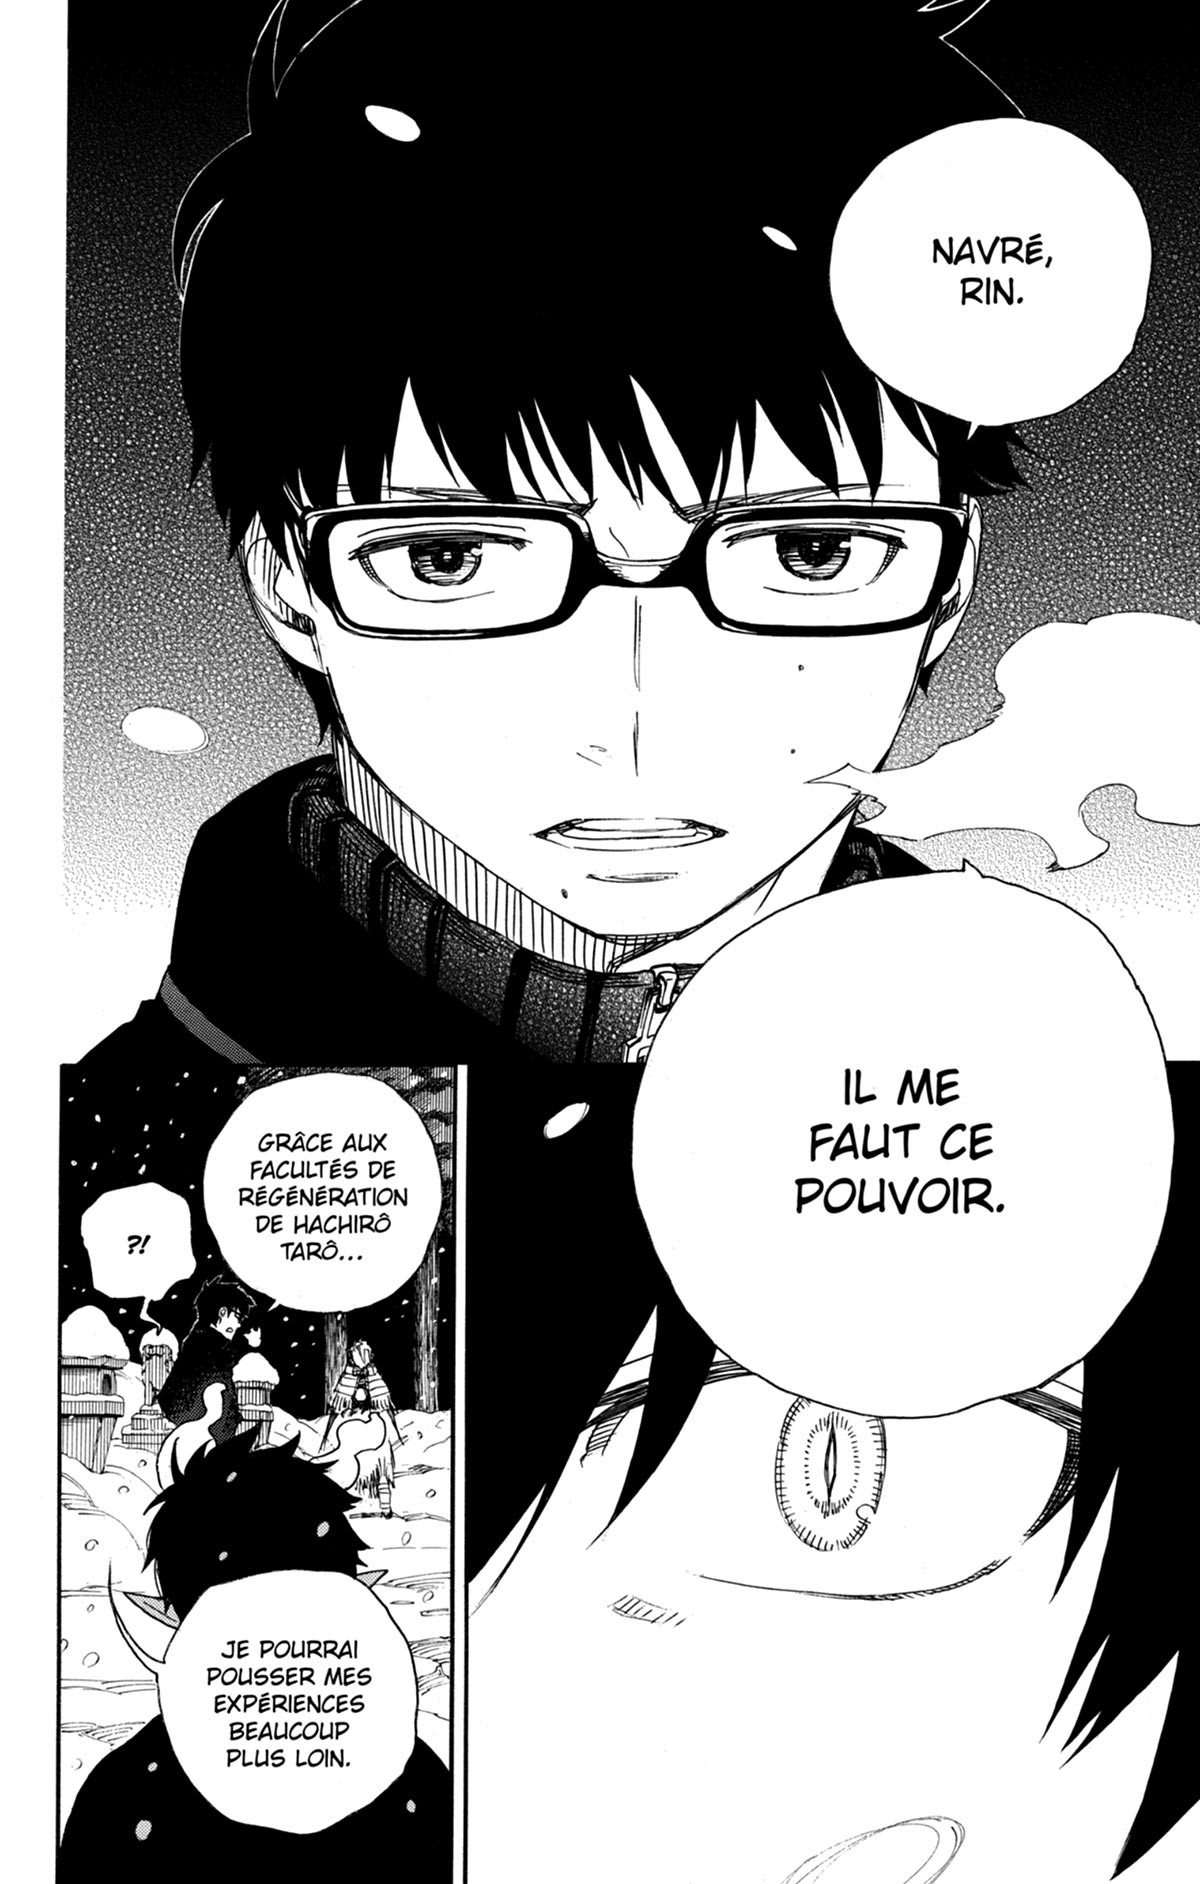 NAVRÉ,
RIN.
IL ME
FAUT CE
POUVOIR.
GRÂCE AUX
FACULTÉS DE
RÉGÉNÉRATION
DE HACHIRÔ
TARÔ...
?!
JE POURRAI
POUSSER MES
EXPÉRIENCES
BEAUCOUP
PLUS LOIN.